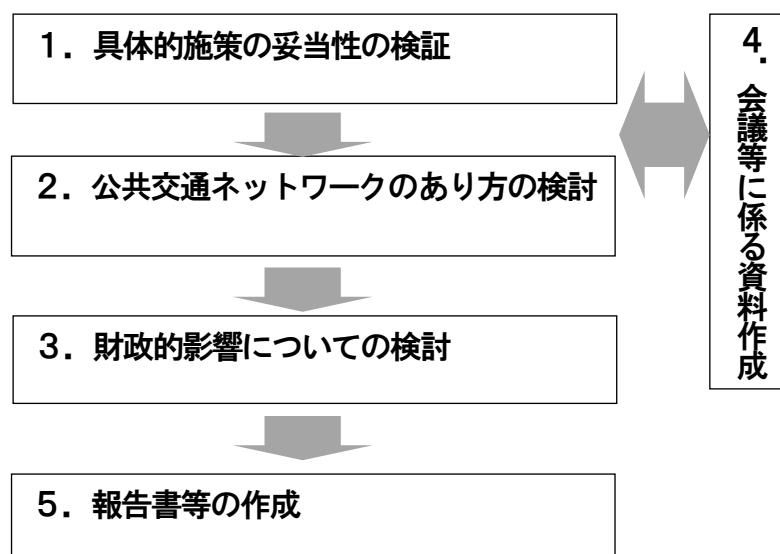 １．具体的施策の妥当性の検証
２．公共交通ネットワークのあり方の検討
３．財政的影響についての検討
４．会議等に係る資料作成
５．報告書等の作成